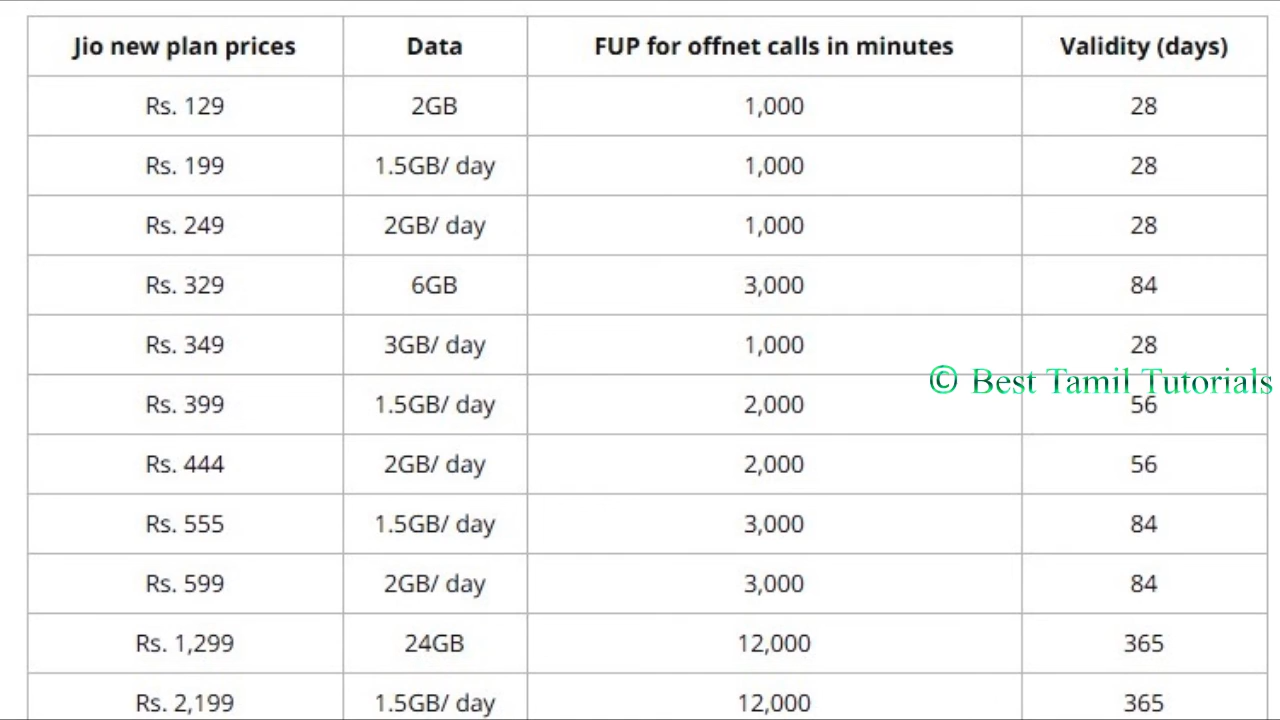 Jio new plan prices Data FUP for offnet calls in minutes Validity (days)
Rs. 129 2GB 1,000 28
Rs. 199 1.5GB/ day 1,000 28
Rs. 249 2GB/ day 1,000 28
Rs. 329 6GB 3,000 84
Rs. 349 3GB/ day 1,000 28
© Best Tamil Tutorials
Rs. 399 1.5GB/ day 2,000 56
Rs. 444 2GB/ day 2,000 56
Rs. 555 1.5GB/ day 3,000 84
Rs. 599 2GB/ day 3,000 84
Rs. 1,299 24GB 12,000 365
Rs. 2,199 1.5GB/ day 12,000 365